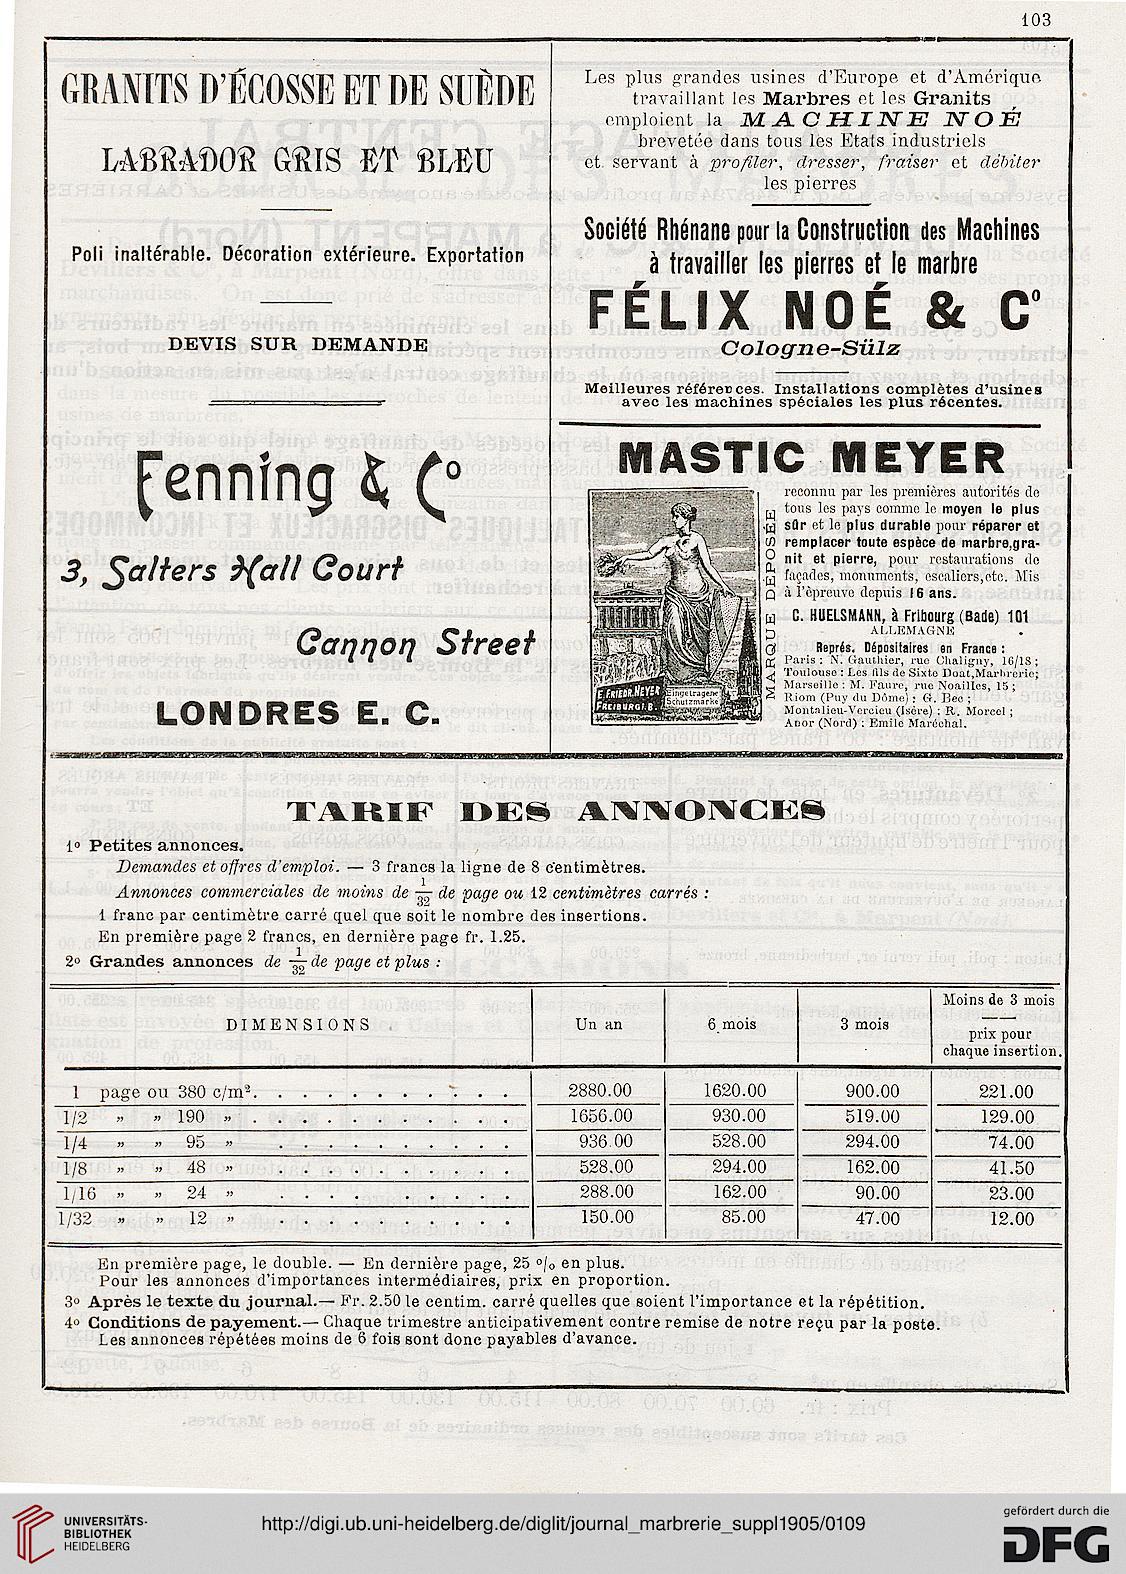 103
GRANITS D'ÉCOSSE ET DE SUÈDE
LABRADOR GRIS ET BLEU
Poli inaltérable. Décoration extérieure. Exportation
DEVIS SUR DEMANDE
Fenning & Co
3, Salters Hall Court
Cannon Street
LONDRES E. C.
Les plus grandes usines d'Europe et d'Amérique
travaillant les Marbres et les Granits
emploient la MACHINE NOÉ
brevetée dans tous les Etats industriels
et servant à profiler, dresser, fraiser et débiter
les pierres
Société Rhénane pour la Construction des Machines
à travailler les pierres et le marbre
FÉLIX NOÉ & Co
Cologne-Sülz
Meilleures références. Installations complètes d'usines
avec les machines spéciales les plus récentes.
MASTIC MEYER
E. FRIEDR. MEYER
FREIBURG I. B.
Eingetragene
Schutzmarke
MARQUE DÉPOSÉE
reconnu par les premières autorités de
tous les pays comme le moyen le plus
sûr et le plus durable pour réparer et
remplacer toute espèce de marbre, gra-
nit et pierre, pour restaurations de
façades, monuments, escaliers, etc. Mis
à l'épreuve depuis 16 ans.
C. HUELSMANN, à Fribourg (Bade) 101
ALLEMAGNE
Représ. Dépositaires en France :
Paris : N. Gauthier, rue Chaligny, 16/18 ;
Toulouse : Les fils de Sixte Doat, Marbrerie;
Marseille : M. Faure, rue Noailles, 15 ;
Riom (Puy du Dôme) : G. Bec ;
Montalieu-Vercieu (Isère) : R. Morcel ;
Anor (Nord) : Emile Maréchal.
TARIF DES ANNONCES
1º Petites annonces.
Demandes et offres d'emploi. — 3 francs la ligne de 8 centimètres.
Annonces commerciales de moins de 1/32 de page ou 12 centimètres carrés :
1 franc par centimètre carré quel que soit le nombre des insertions.
En première page 2 francs, en dernière page fr. 1.25.
2º Grandes annonces de 1/32 de page et plus :
DIMENSIONS Un an 6 mois 3 mois Moins de 3 mois — prix pour chaque insertion.
1 page ou 380 c/m². . . . . . . . . . . 2880.00 1620.00 900.00 221.00
1/2 » » 190 » . . . . . . . . . . . 1656.00 930.00 519.00 129.00
1/4 » » 95 » . . . . . . . . . . 936.00 528.00 294.00 74.00
1/8 » » 48 » . . . . . . . . . . 528.00 294.00 162.00 41.50
1/16 » » 24 » . . . . . . . . . 288.00 162.00 90.00 23.00
1/32 » » 12 » . . . . . . . . . . 150.00 85.00 47.00 12.00
En première page, le double. — En dernière page, 25 º/o en plus.
Pour les annonces d'importances intermédiaires, prix en proportion.
3º Après le texte du journal.— Fr. 2.50 le centim. carré quelles que soient l'importance et la répétition.
4º Conditions de payement.— Chaque trimestre anticipativement contre remise de notre reçu par la poste.
Les annonces répétées moins de 6 fois sont donc payables d'avance.
UNIVERSITÄTS-
BIBLIOTHEK
HEIDELBERG
http://digi.ub.uni-heidelberg.de/diglit/journal_marbrerie_suppl1905/0109
gefördert durch die
DFG